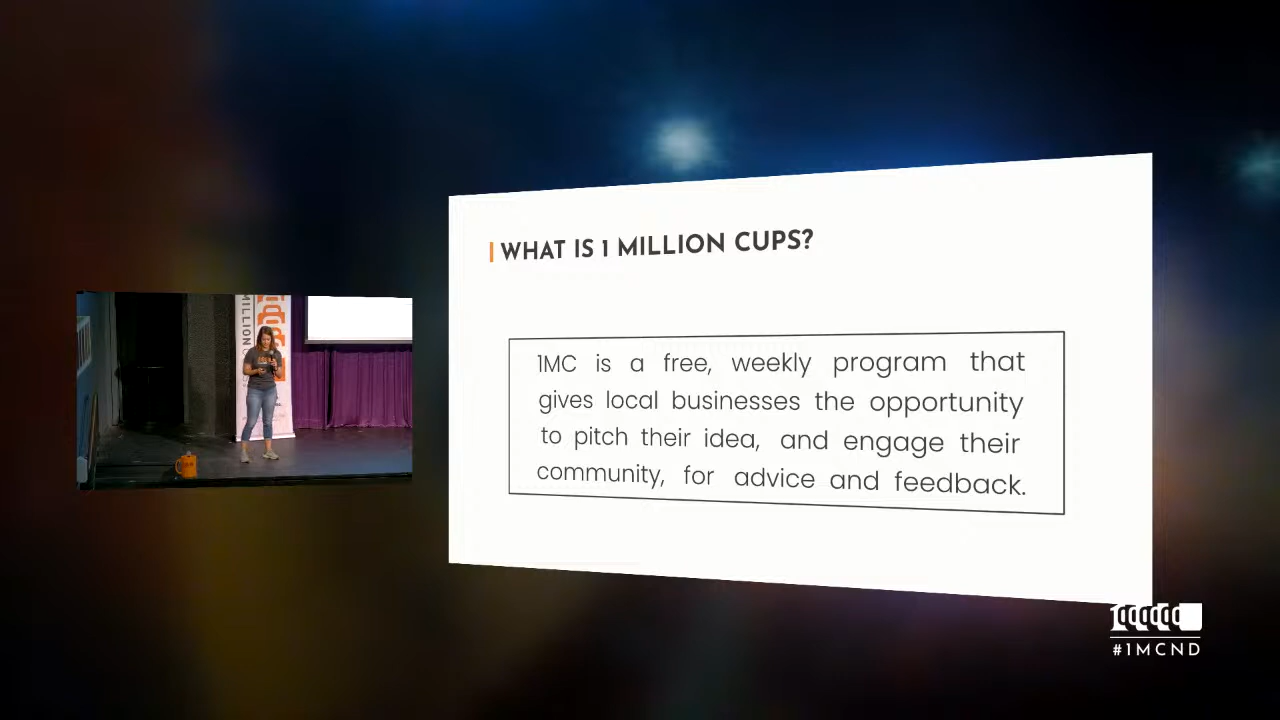 WHAT IS 1 MILLION CUPS?
1MC is a free, weekly program that
gives local businesses the opportunity
to pitch their idea, and engage their
community, for advice and feedback.
MILLION
#1MCND